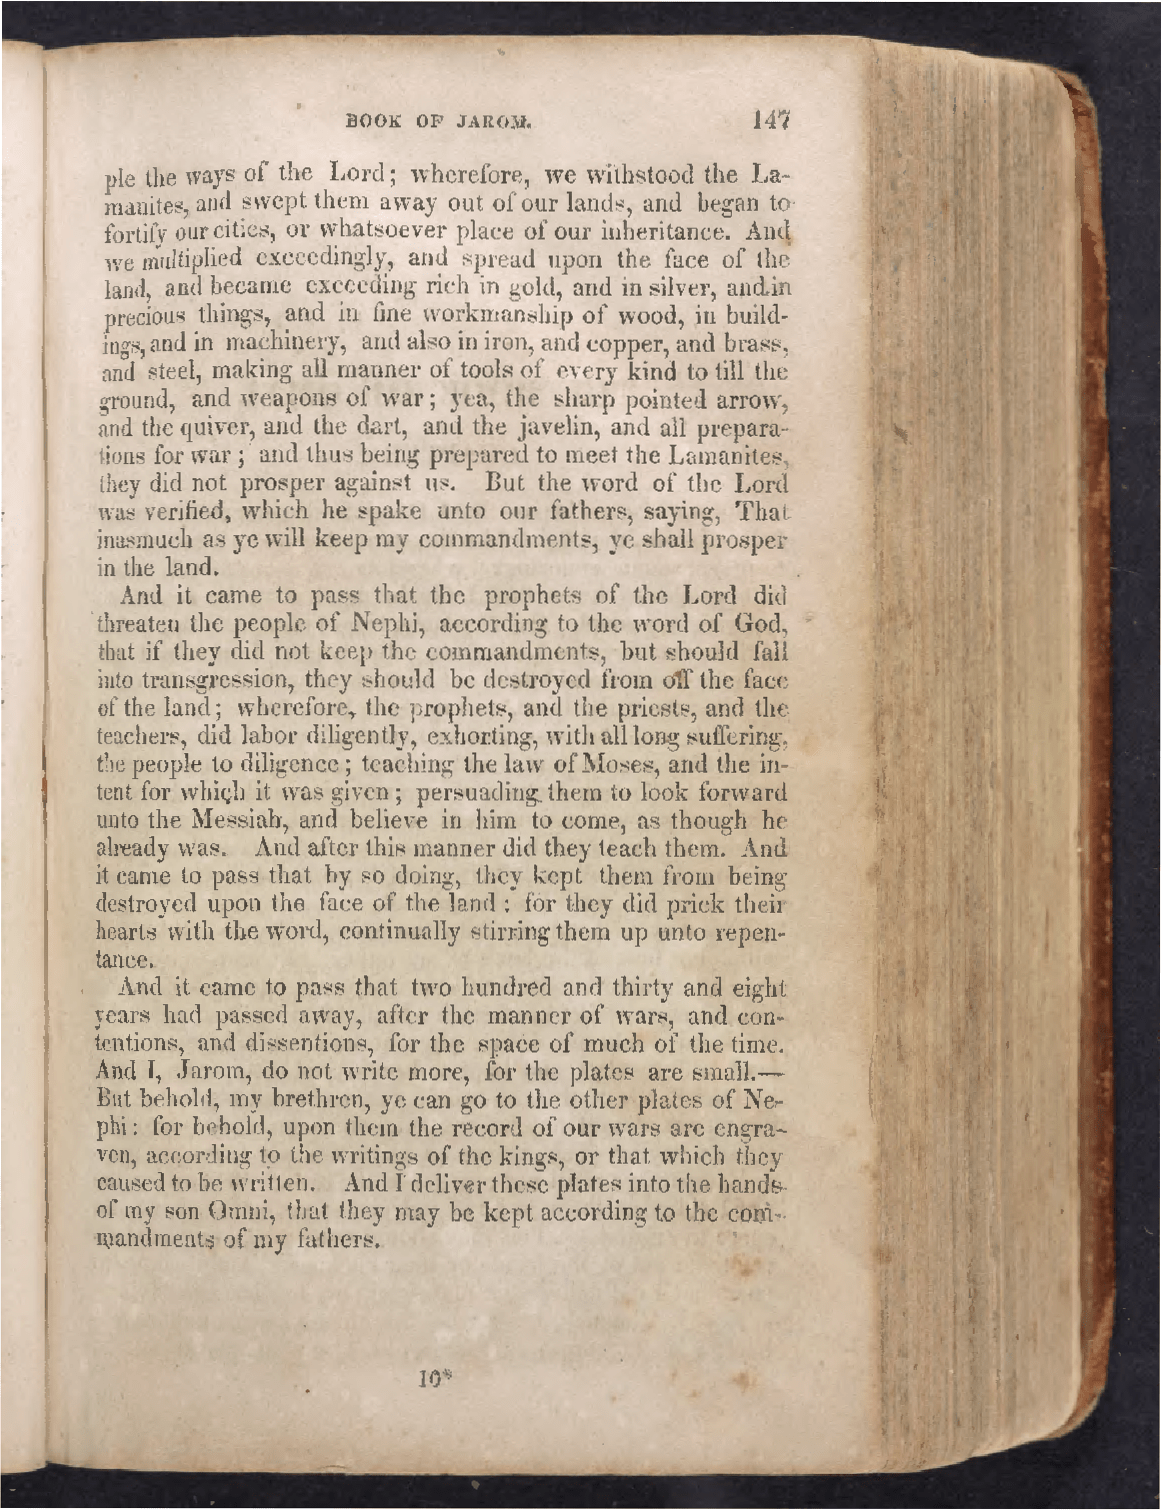 BOOK OF JAROM. 147
ple the ways of the Lord; wherefore, we withstood the La-
manites, and swept them away out of our lands, and began to
fortify our cities, or whatsoever place of our inheritance. And
we multiplied exceedingly, and spread upon the face of the
land, and became exceeding rich in gold, and in silver, and in
precious things, and in fine workmanship of wood, in build-
ings, and in machinery, and also in iron, and copper, and brass,
and steel, making all manner of tools of every kind to till the
ground, and weapons of war; yea, the sharp pointed arrow,
and the quiver, and the dart, and the javelin, and all prepara-
tions for war; and thus being prepared to meet the Lamanites,
they did not prosper against us. But the word of the Lord
was verified, which he spake unto our fathers, saying, That
inasmuch as ye will keep my commandments, ye shall prosper
in the land.
And it came to pass that the prophets of the Lord did
threaten the people of Nephi, according to the word of God,
that if they did not keep the commandments, but should fall
into transgression, they should be destroyed from off the face
of the land; wherefore, the prophets, and the priests, and the
teachers, did labor diligently, exhorting, with all long suffering,
the people to diligence; teaching the law of Moses, and the in-
tent for which it was given; persuading them to look forward
unto the Messiah, and believe in him to come, as though he
already was. And after this manner did they teach them. And
it came to pass that by so doing, they kept them from being
destroyed upon the face of the land: for they did prick their
hearts with the word, continually stirring them up unto repen-
tance.
And it came to pass that two hundred and thirty and eight
years had passed away, after the manner of wars, and con-
tentions, and dissentions, for the space of much of the time.
And I, Jarom, do not write more, for the plates are small.—
But behold, my brethren, ye can go to the other plates of Ne-
phi: for behold, upon them the record of our wars are engra-
ven, according to the writings of the kings, or that which they
caused to be written. And I deliver these plates into the hands
of my son Omni, that they may be kept according to the com-
mandments of my fathers.
10*